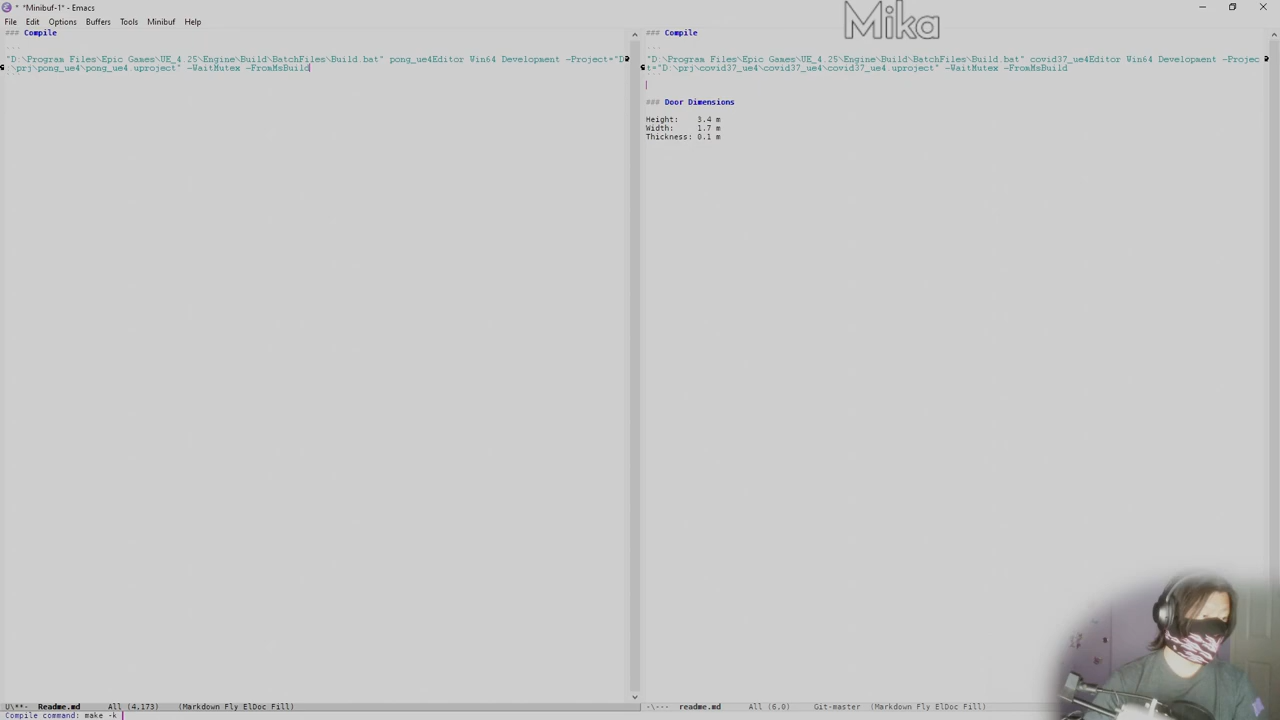 * *Minibuf-1* - Emacs
File Edit Options Buffers Tools Minibuf Help
Mika
### Compile
```
"D:\Program Files\Epic Games\UE_4.25\Engine\Build\BatchFiles\Build.bat" pong_ue4Editor Win64 Development -Project="D:
\prj\pong_ue4\pong_ue4.uproject" -WaitMutex -FromMsBuild
U\**- Readme.md All (4,173) (Markdown Fly ElDoc Fill)
### Compile
```
"D:\Program Files\Epic Games\UE_4.25\Engine\Build\BatchFiles\Build.bat" covid37_ue4Editor Win64 Development -Projec
t="D:\prj\covid37_ue4\covid37_ue4\covid37_ue4.uproject" -WaitMutex -FromMsBuild
```
### Door Dimensions
Height: 3.4 m
Width: 1.7 m
Thickness: 0.1 m
-\--- readme.md All (6,0) Git-master (Markdown Fly ElDoc Fill)
Compile command: make -k